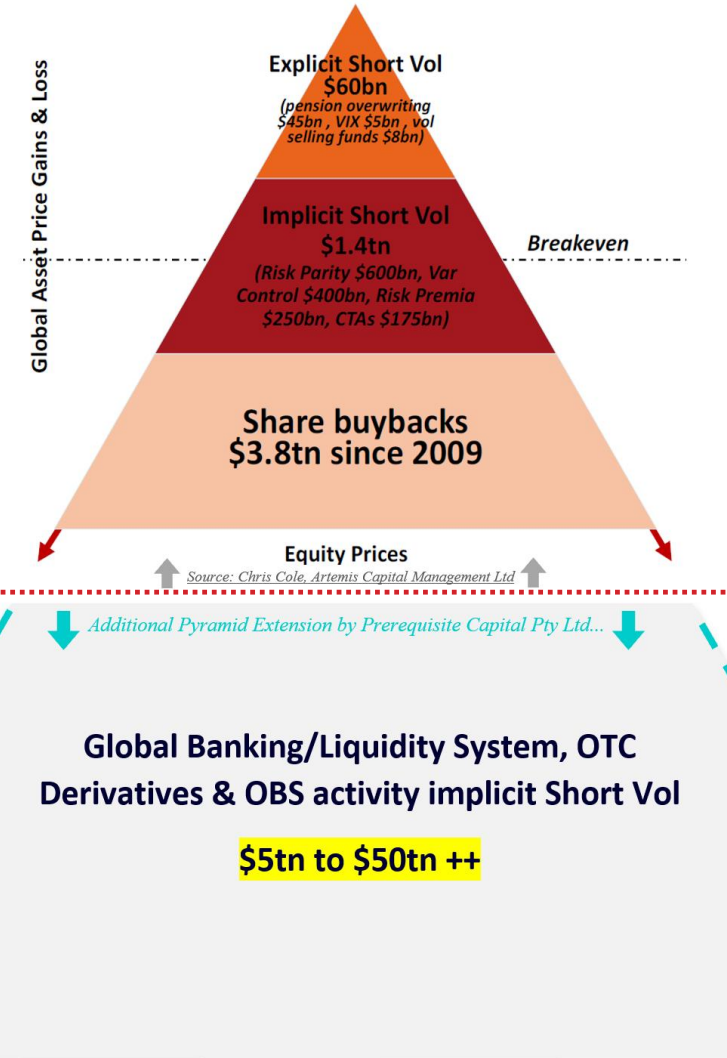 Global Asset Price Gains & Loss
Explicit Short Vol
$60bn
(pension overwriting
$45bn , VIX $5bn , vol
selling funds $8bn)
Implicit Short Vol
$1.4tn
(Risk Parity $600bn, Var
Control $400bn, Risk Premia
$250bn, CTAs $175bn)
Breakeven
Share buybacks
$3.8tn since 2009
Equity Prices
Source: Chris Cole, Artemis Capital Management Ltd
Additional Pyramid Extension by Prerequisite Capital Pty Ltd...
Global Banking/Liquidity System, OTC
Derivatives & OBS activity implicit Short Vol
$5tn to $50tn ++